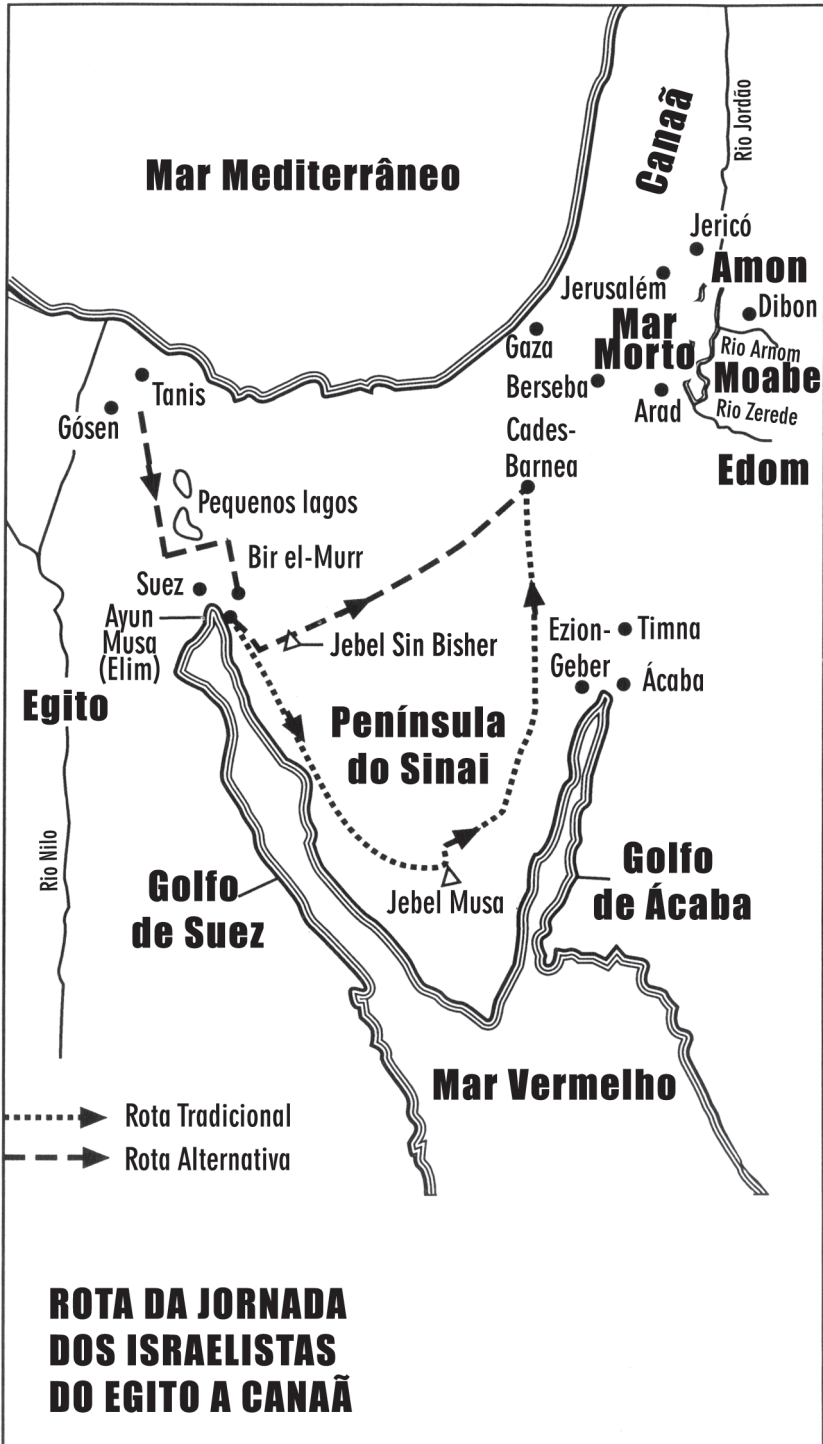 Mar Mediterrâneo
Canaã
Rio Jordão
Jericó
Amon
Jerusalém
Dibon
Mar
Morto
Gaza
Rio Arnom
Moabe
Berseba
Arad
Rio Zerede
Tanis
Gósen
Cades-
Barnea
Edom
Pequenos lagos
Bir el-Murr
Suez
Ayun
Musa
(Elim)
Jebel Sin Bisher
Ezion-
Geber
Timna
Ácaba
Egito
Península
do Sinai
Rio Nilo
Golfo
de Suez
Jebel Musa
Golfo
de Ácaba
Mar Vermelho
Rota Tradicional
Rota Alternativa
ROTA DA JORNADA
DOS ISRAELISTAS
DO EGITO A CANAÃ